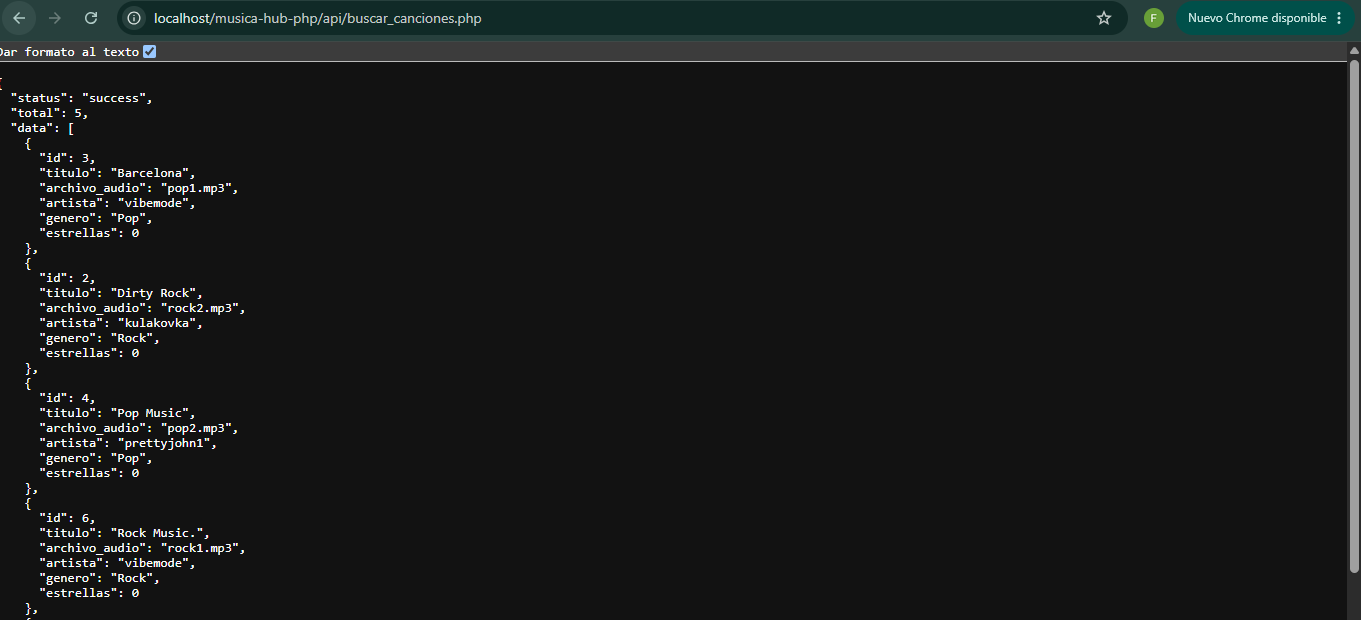 localhost/musica-hub-php/api/buscar_canciones.php
F
Nuevo Chrome disponible
Dar formato al texto
{
"status": "success",
"total": 5,
"data": [
{
"id": 3,
"titulo": "Barcelona",
"archivo_audio": "pop1.mp3",
"artista": "vibemode",
"genero": "Pop",
"estrellas": 0
},
{
"id": 2,
"titulo": "Dirty Rock",
"archivo_audio": "rock2.mp3",
"artista": "kulakovka",
"genero": "Rock",
"estrellas": 0
},
{
"id": 4,
"titulo": "Pop Music",
"archivo_audio": "pop2.mp3",
"artista": "prettyjohn1",
"genero": "Pop",
"estrellas": 0
},
{
"id": 6,
"titulo": "Rock Music.",
"archivo_audio": "rock1.mp3",
"artista": "vibemode",
"genero": "Rock",
"estrellas": 0
},